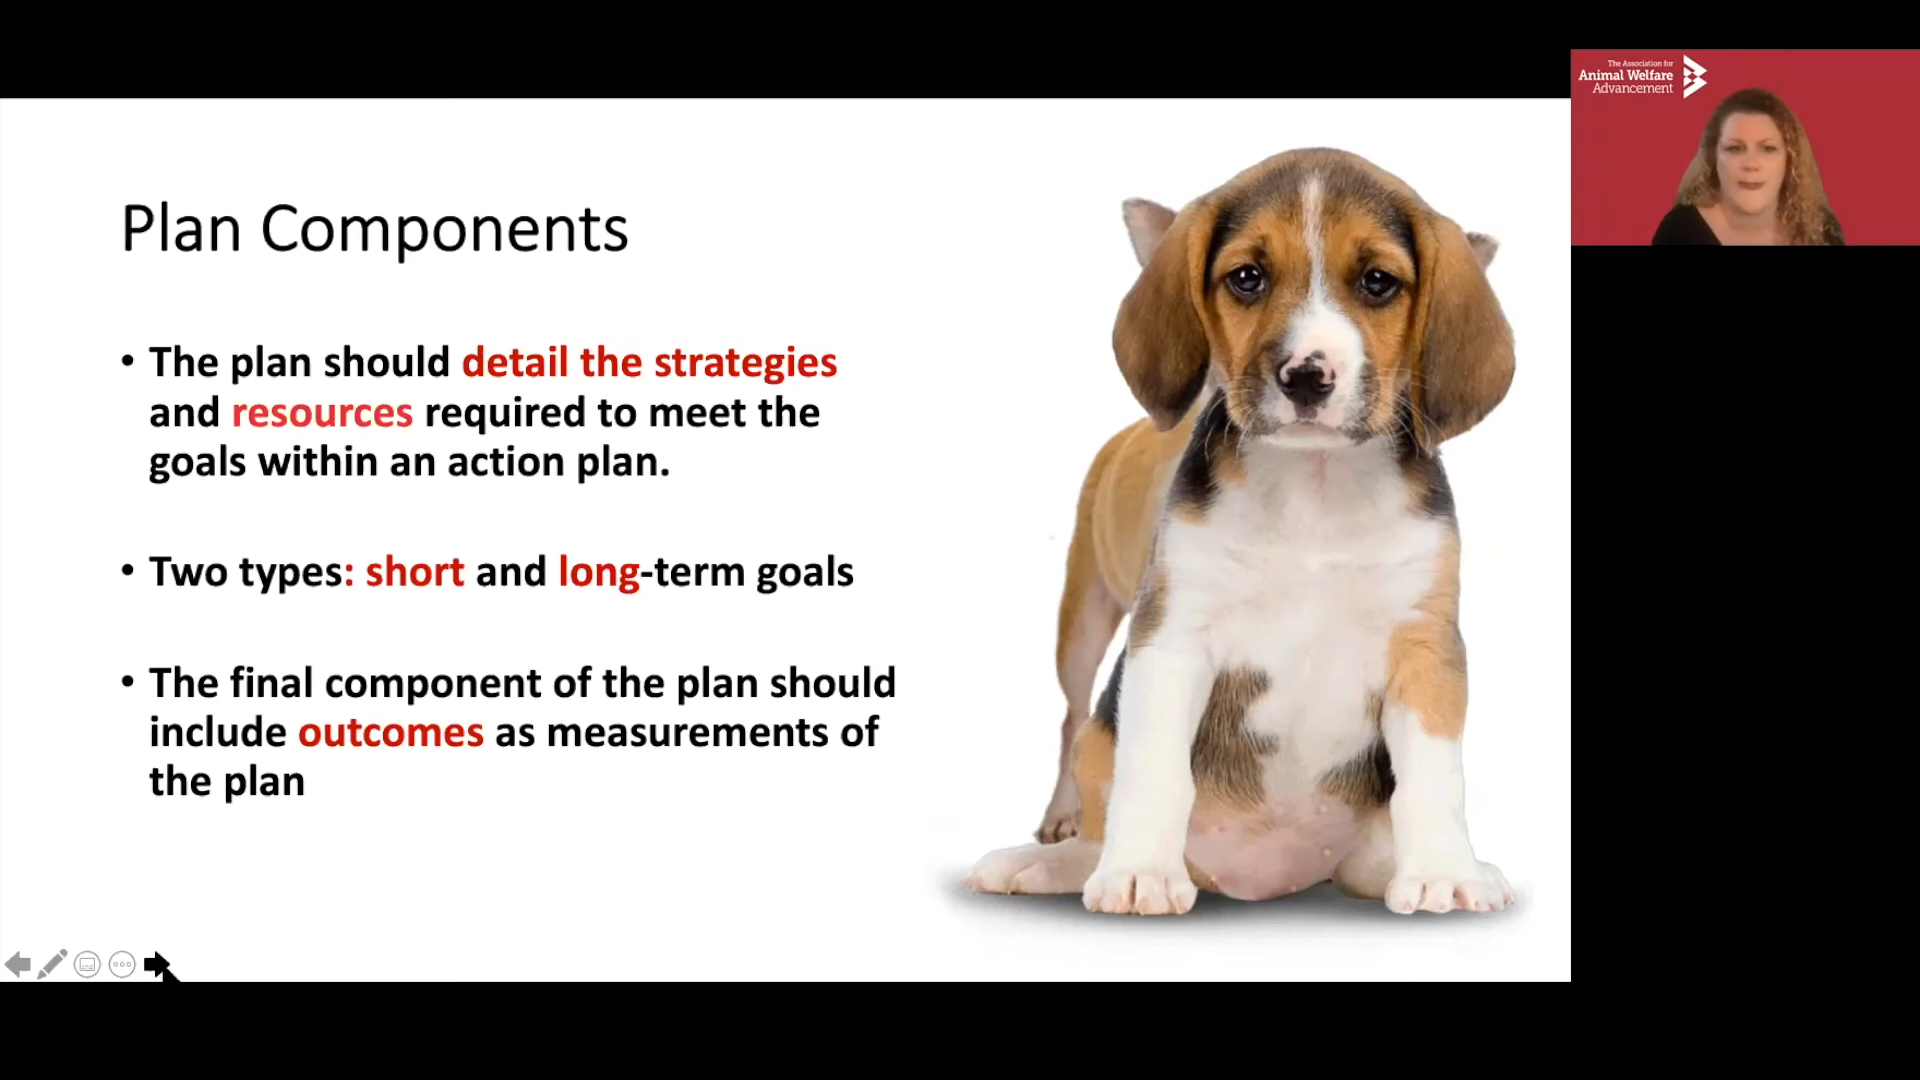 The Association for
Animal Welfare
Advancement
Plan Components
• The plan should detail the strategies
and resources required to meet the
goals within an action plan.
• Two types: short and long-term goals
• The final component of the plan should
include outcomes as measurements of
the plan